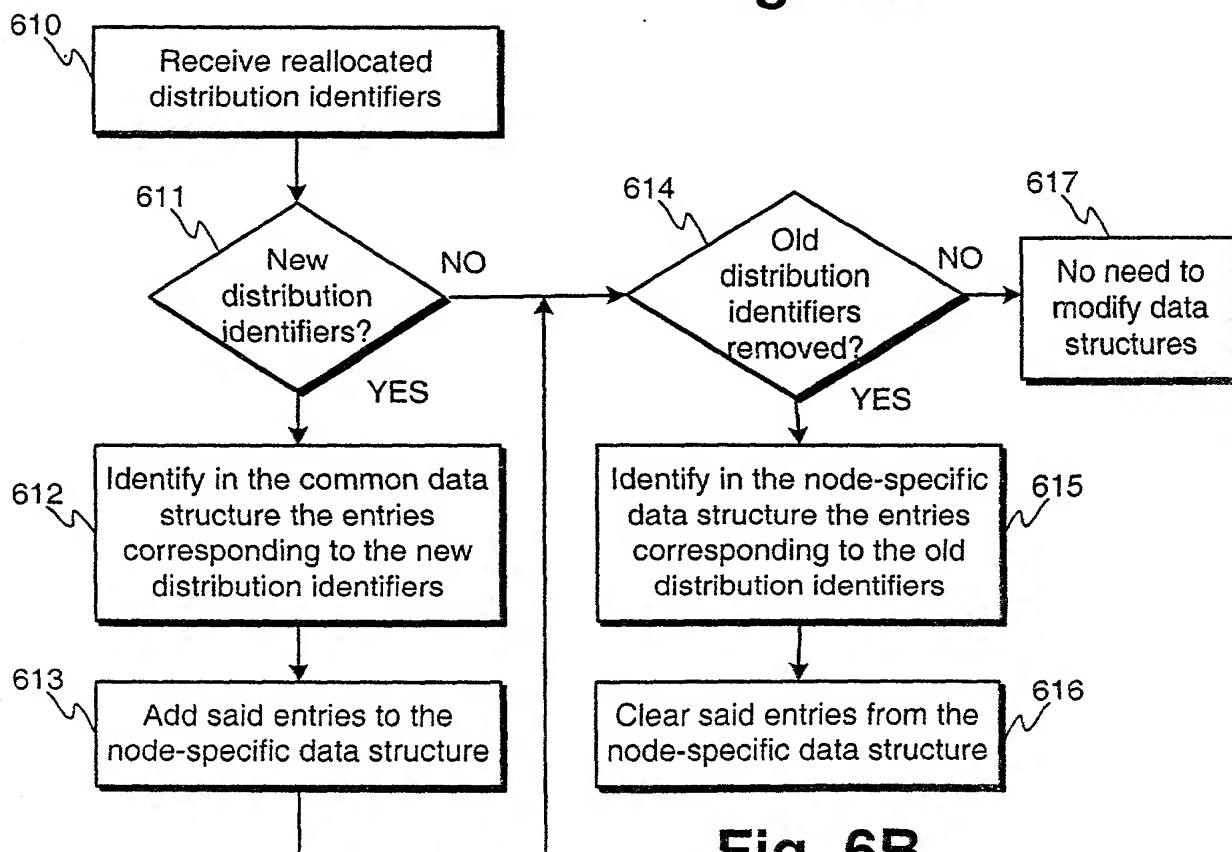 610
Receive reallocated
distribution identifiers
611
New
distribution
identifiers?
NO
YES
612
Identify in the common data
structure the entries
corresponding to the new
distribution identifiers
613
Add said entries to the
node-specific data structure
614
Old
distribution
identifiers
removed?
NO
YES
617
No need to
modify data
structures
615
Identify in the node-specific
data structure the entries
corresponding to the old
distribution identifiers
616
Clear said entries from the
node-specific data structure
Fig. 6B